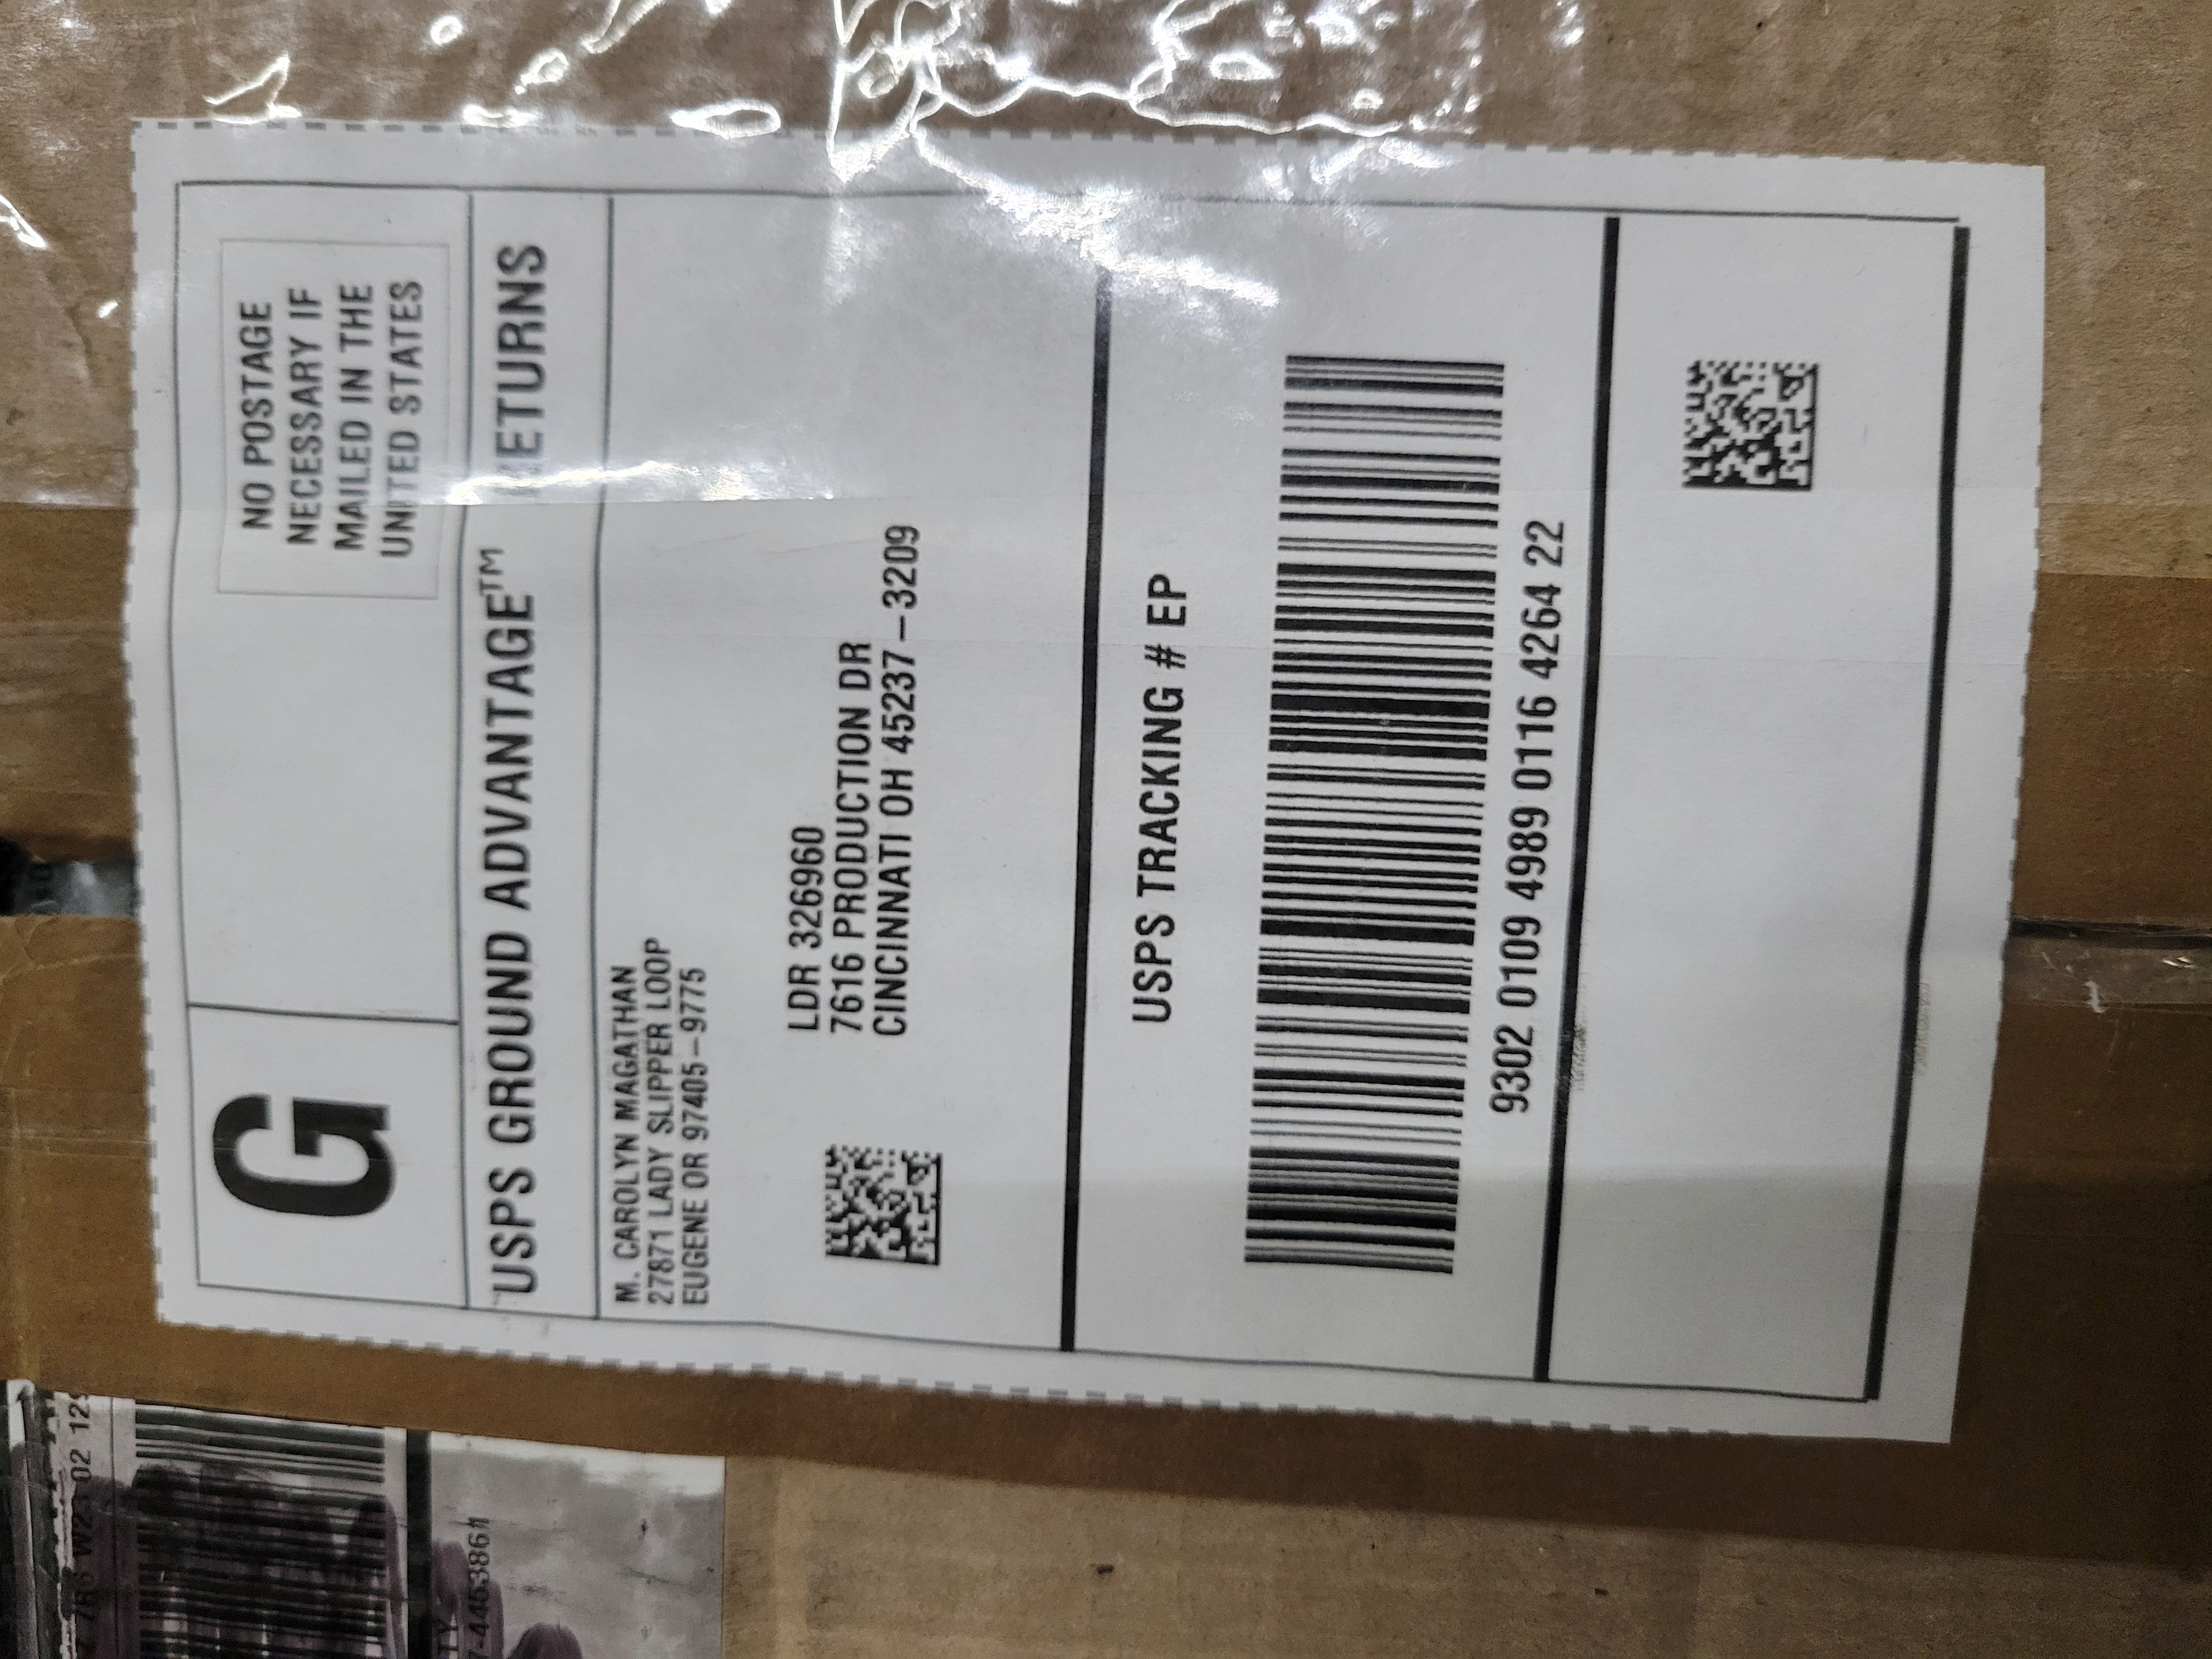 G
NO POSTAGE
NECESSARY IF
MAILED IN THE
UNITED STATES
USPS GROUND ADVANTAGE™ RETURNS
M. CAROLYN MAGATHAN
27871 LADY SLIPPER LOOP
EUGENE OR 97405-9775
LDR 326960
7616 PRODUCTION DR
CINCINNATI OH 45237-3209
USPS TRACKING # EP
9302 0109 4989 0116 4264 22